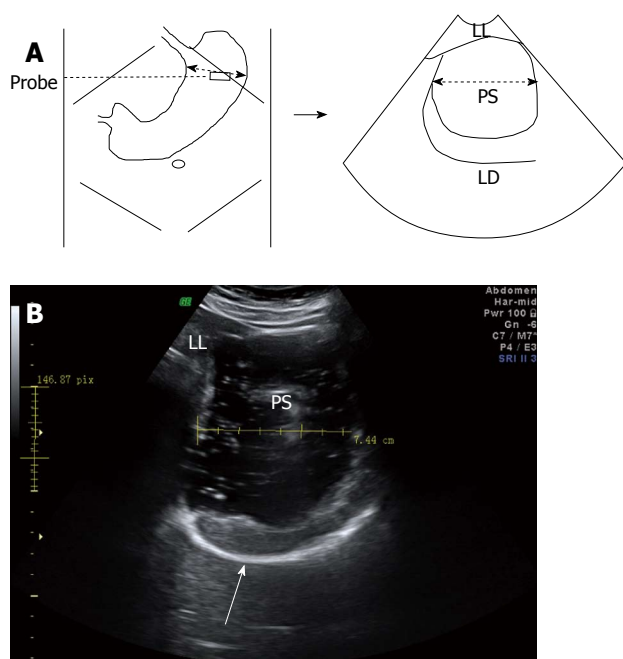 A
Probe
LL
PS
LD
B
Abdomen
Har-mid
Pwr 100
Gn -6
C7 / M7
P4 / E3
SRI II 3
LL
146.87 pix
PS
7.44 cm